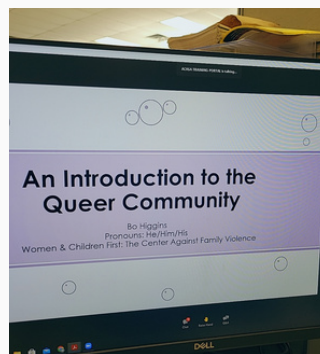 An Introduction to the
Queer Community
Bo Higgins
Pronouns: He/Him/His
Women & Children First: The Center Against Family Violence
DELL